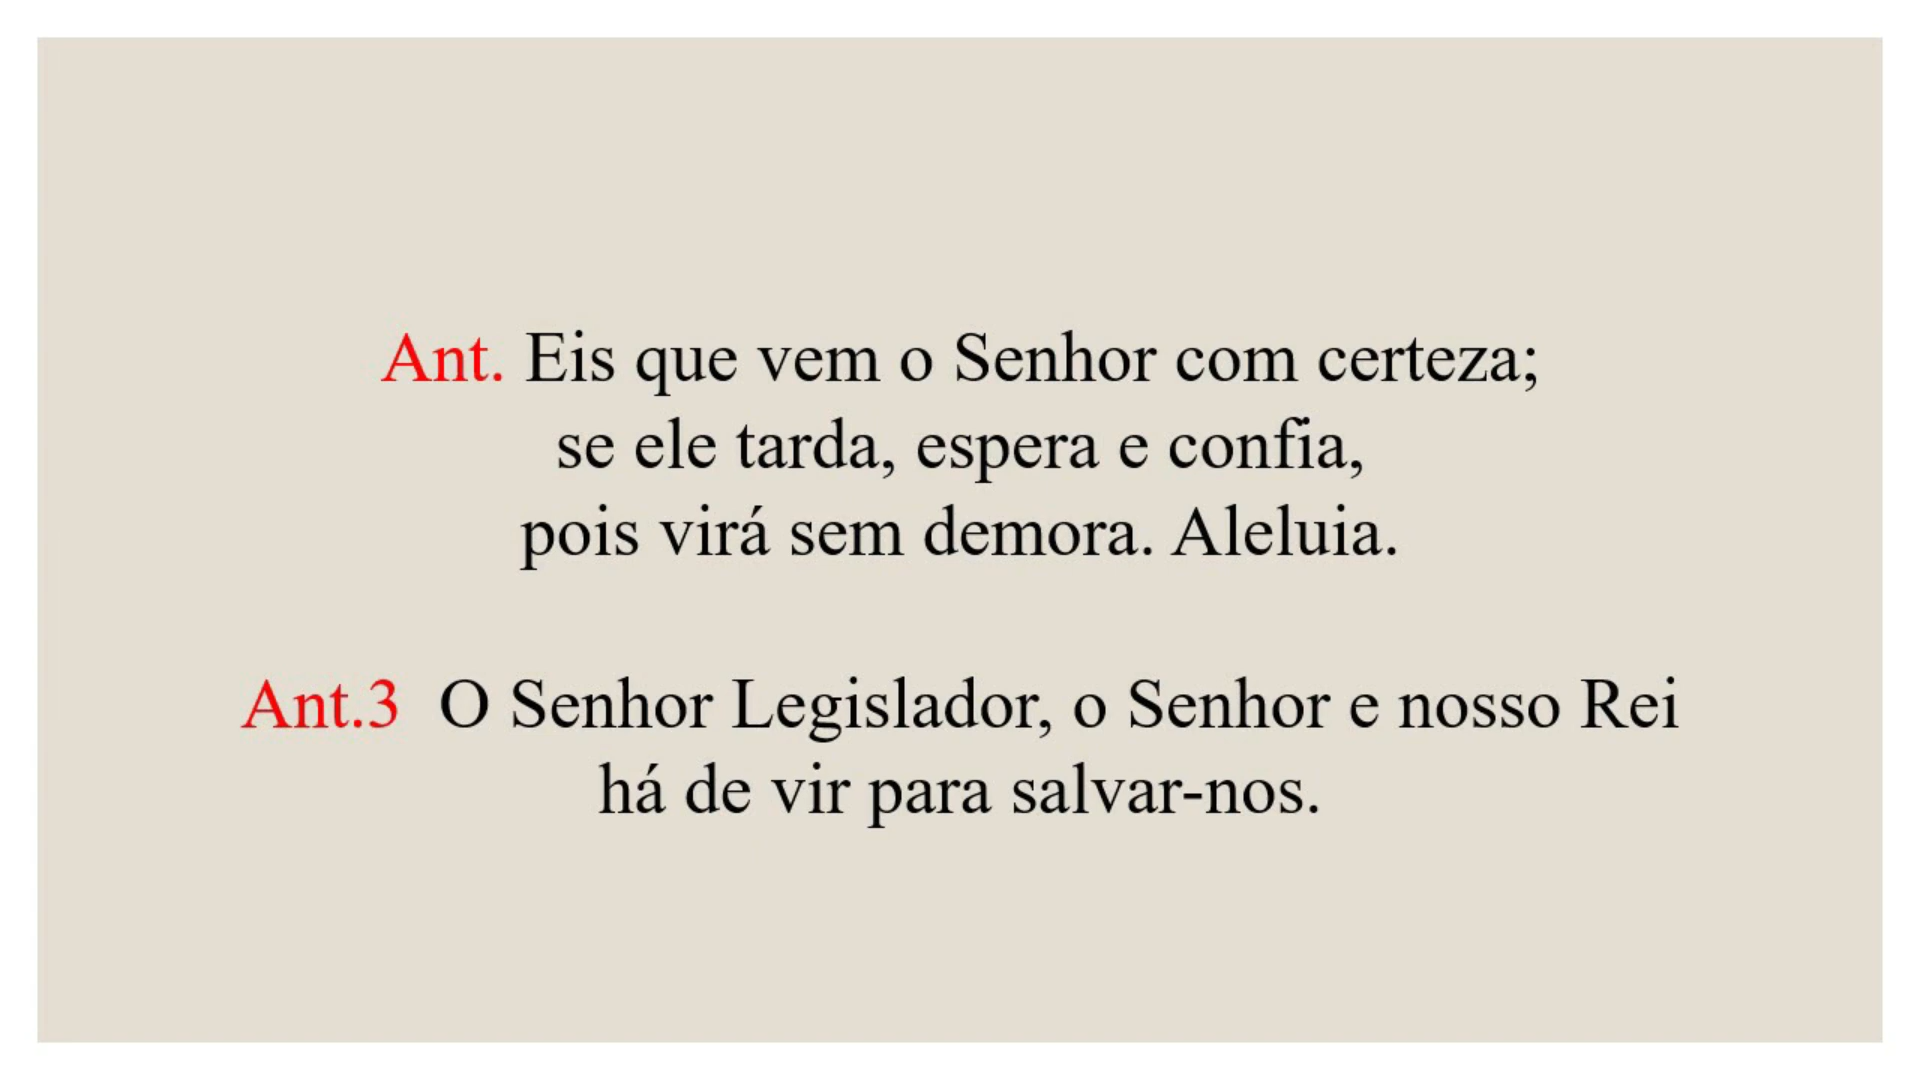 Ant. Eis que vem o Senhor com certeza;
se ele tarda, espera e confia,
pois virá sem demora. Aleluia.
Ant.3 O Senhor Legislador, o Senhor e nosso Rei
há de vir para salvar-nos.